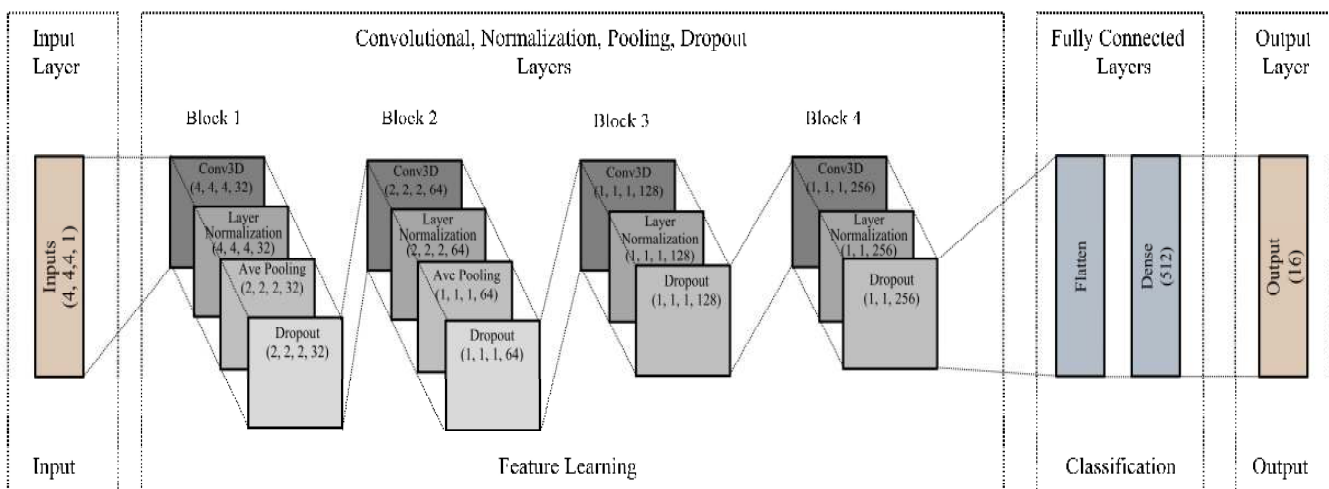 Input
Layer
Convolutional, Normalization, Pooling, Dropout
Layers
Fully Connected
Layers
Output
Layer
Block 1
Block 2
Block 3
Block 4
Inputs
(4, 4,4, 1)
Conv3D
(4, 4, 4, 32)
Layer
Normalization
(4, 4, 4, 32)
Ave Pooling
(2, 2, 2, 32)
Dropout
(2, 2, 2, 32)
Conv3D
(2, 2, 2, 64)
Layer
Normalization
(2, 2, 2, 64)
Ave Pooling
(1, 1, 1, 64)
Dropout
(1, 1, 1, 64)
Conv3D
(1, 1, 1, 128)
Layer
Normalization
(1, 1, 1, 128)
Dropout
(1, 1, 1, 128)
Conv3D
(1, 1, 1, 256)
Layer
Normalization
(1, 1, 256)
Dropout
(1, 1, 256)
Flatten
Dense
(512)
Output
(16)
Input
Feature Learning
Classification
Output